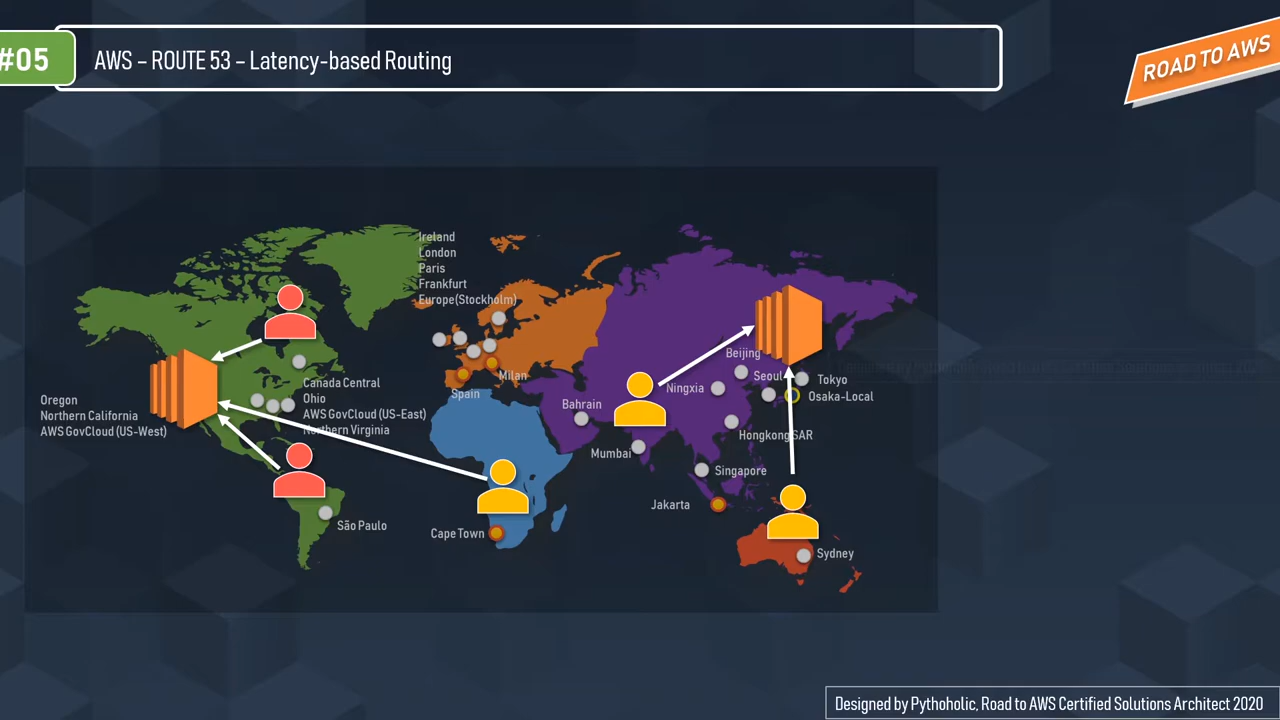 #05
AWS – ROUTE 53 – Latency-based Routing
ROAD TO AWS
Ireland
London
Paris
Frankfurt
Europe(Stockholm)
Oregon
Northern California
AWS GovCloud (US-West)
Canada Central
Ohio
AWS GovCloud (US-East)
Northern Virginia
São Paulo
Spain
Milan
Cape Town
Bahrain
Mumbai
Ningxia
Beijing
Seoul
Tokyo
Osaka-Local
HongkongSAR
Singapore
Jakarta
Sydney
Designed by Pythoholic, Road to AWS Certified Solutions Architect 2020